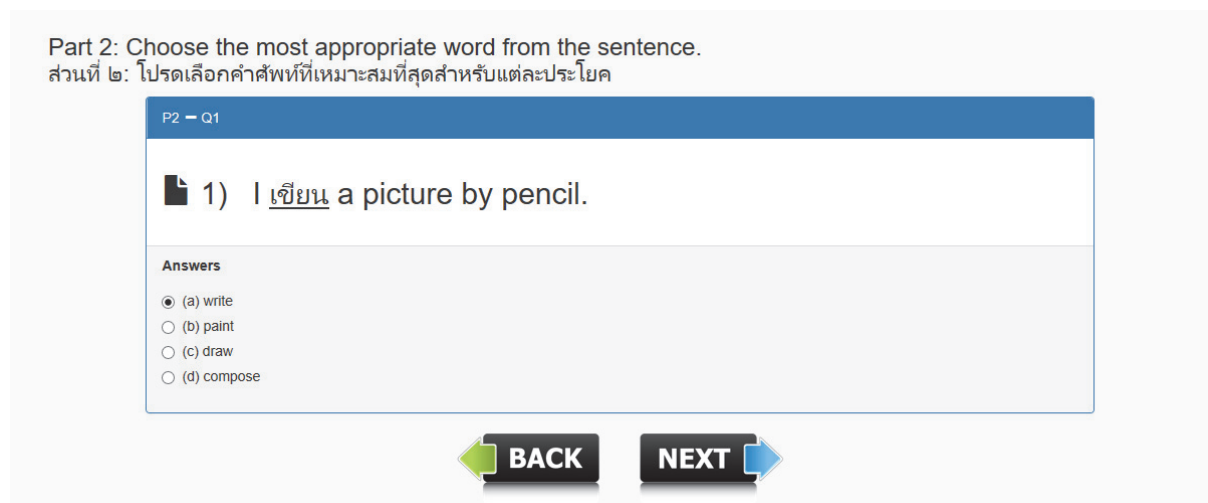 Part 2: Choose the most appropriate word from the sentence.
ส่วนที่ ๒: โปรดเลือกคำศัพท์ที่เหมาะสมที่สุดสำหรับแต่ละประโยค
P2 – Q1
1) I เขียน a picture by pencil.
Answers
(a) write
(b) paint
(c) draw
(d) compose
BACK NEXT